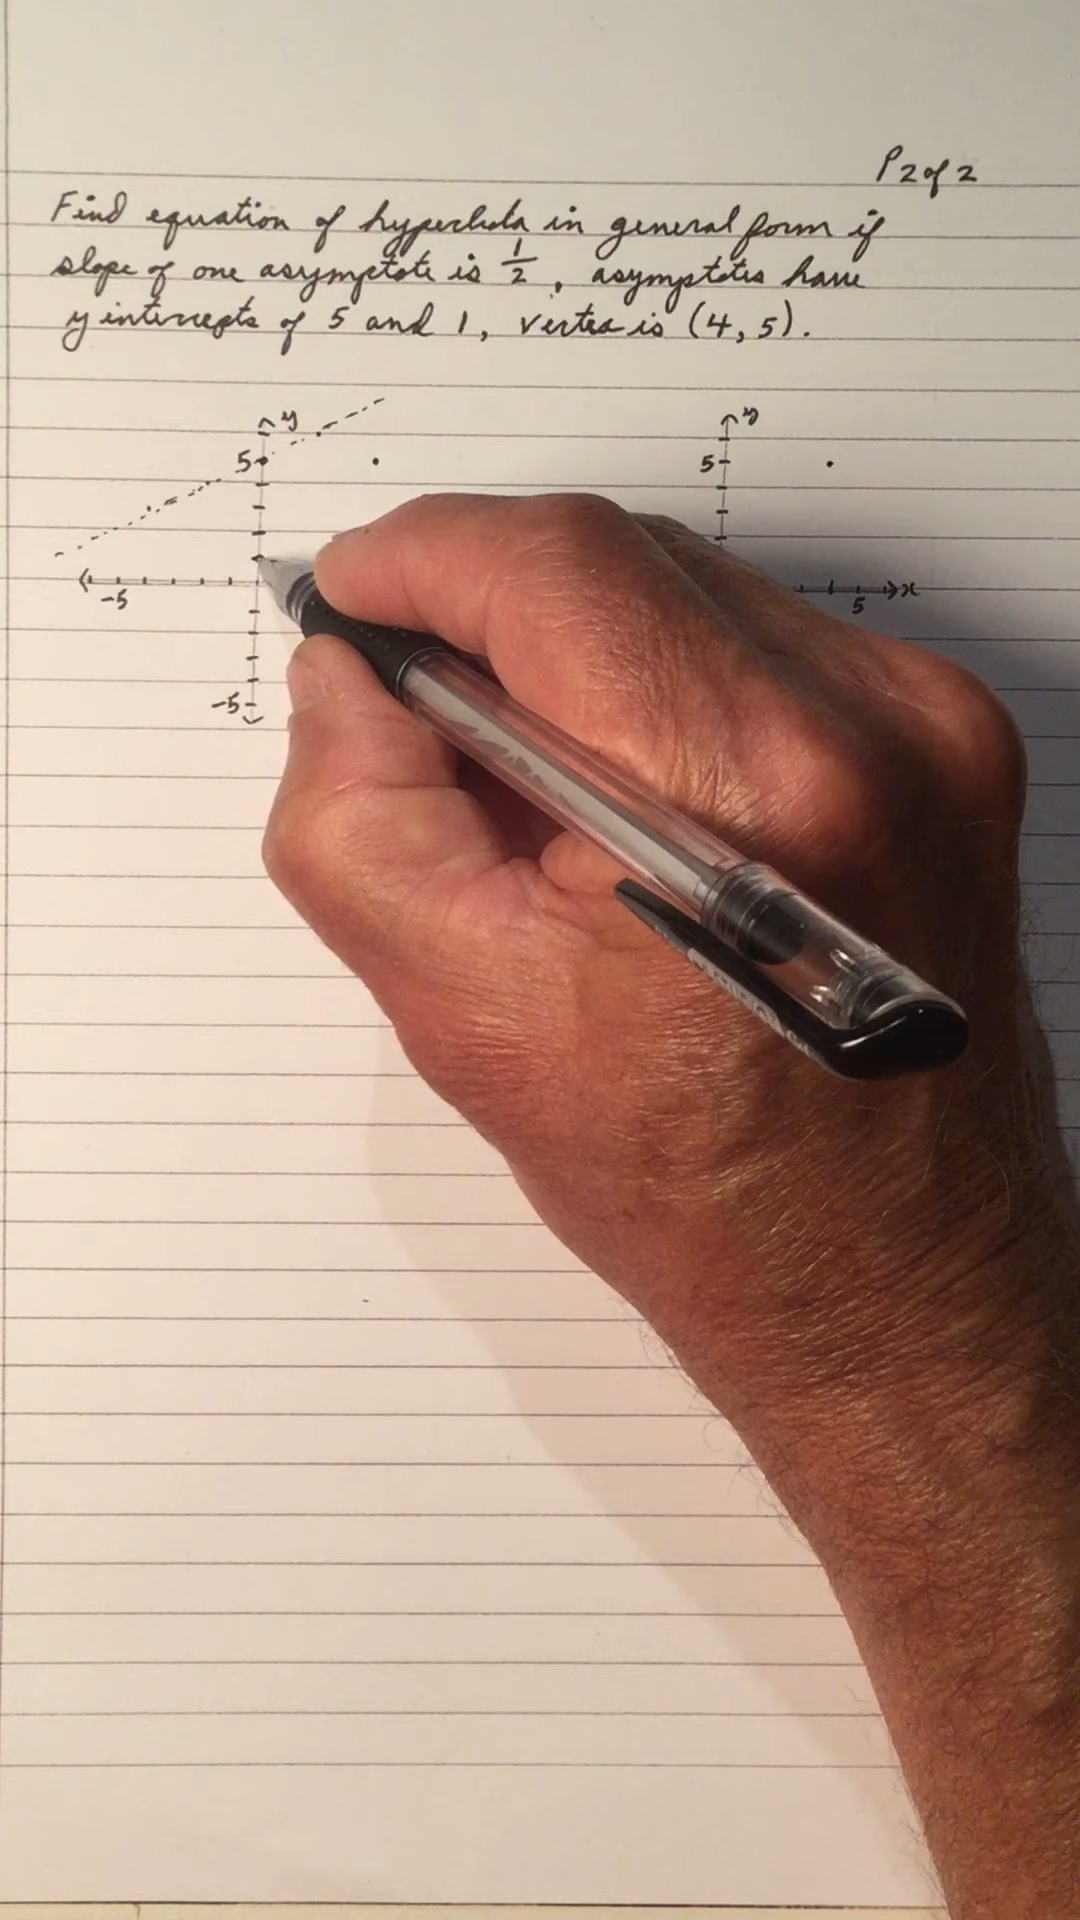 P 2 of 2
Find equation of hyperbola in general form if
slope of one asymptote is 1/2, asymptotes have
y intercepts of 5 and 1, vertex is (4, 5).
y
5
-5
-5
y
5
5
x